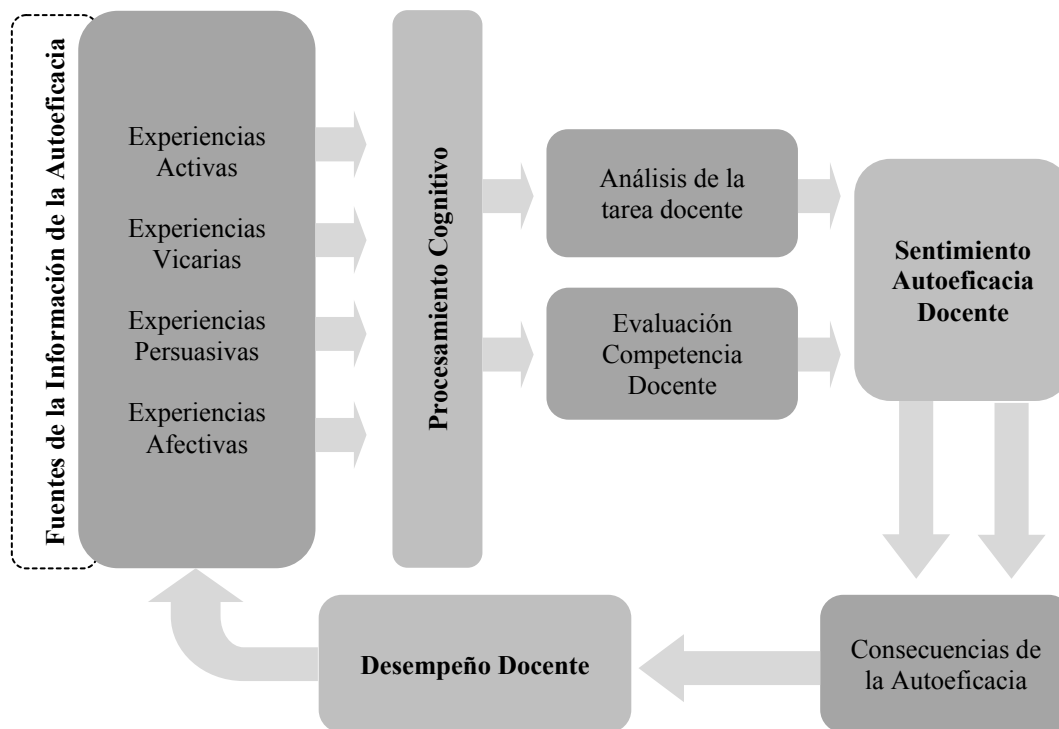 Fuentes de la Información de la Autoeficacia
Experiencias
Activas
Experiencias
Vicarias
Experiencias
Persuasivas
Experiencias
Afectivas
Procesamiento Cognitivo
Análisis de la
tarea docente
Evaluación
Competencia
Docente
Sentimiento
Autoeficacia
Docente
Consecuencias de
la Autoeficacia
Desempeño Docente